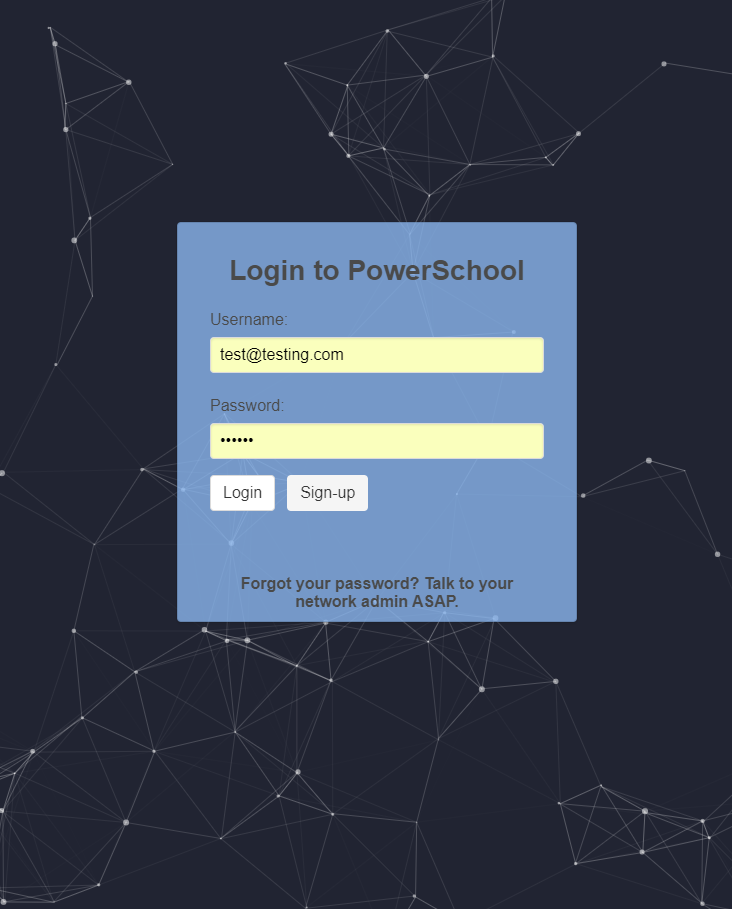 Login to PowerSchool
Username:
test@testing.com
Password:
••••••
Login Sign-up
Forgot your password? Talk to your
network admin ASAP.